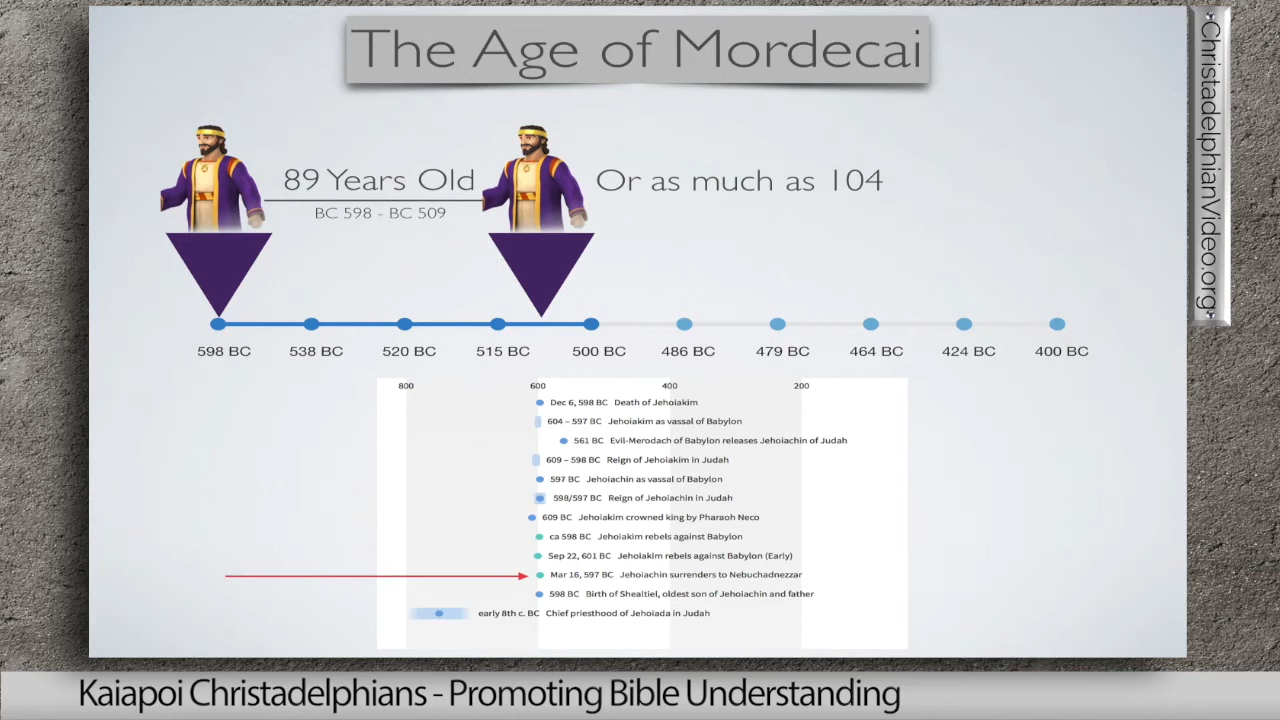 The Age of Mordecai
89 Years Old
BC 598 - BC 509
Or as much as 104
598 BC 538 BC 520 BC 515 BC 500 BC 486 BC 479 BC 464 BC 424 BC 400 BC
800 600 400 200
Dec 6, 598 BC Death of Jehoiakim
604 – 597 BC Jehoiakim as vassal of Babylon
561 BC Evil-Merodach of Babylon releases Jehoiachin of Judah
609 – 598 BC Reign of Jehoiakim in Judah
597 BC Jehoiachin as vassal of Babylon
598/597 BC Reign of Jehoiachin in Judah
609 BC Jehoiakim crowned king by Pharaoh Neco
ca 598 BC Jehoiakim rebels against Babylon
Sep 22, 601 BC Jehoiakim rebels against Babylon (Early)
Mar 16, 597 BC Jehoiachin surrenders to Nebuchadnezzar
598 BC Birth of Shealtiel, oldest son of Jehoiachin and father
early 8th c. BC Chief priesthood of Jehoiada in Judah
ChristadelphianVideo.org
Kaiapoi Christadelphians - Promoting Bible Understanding